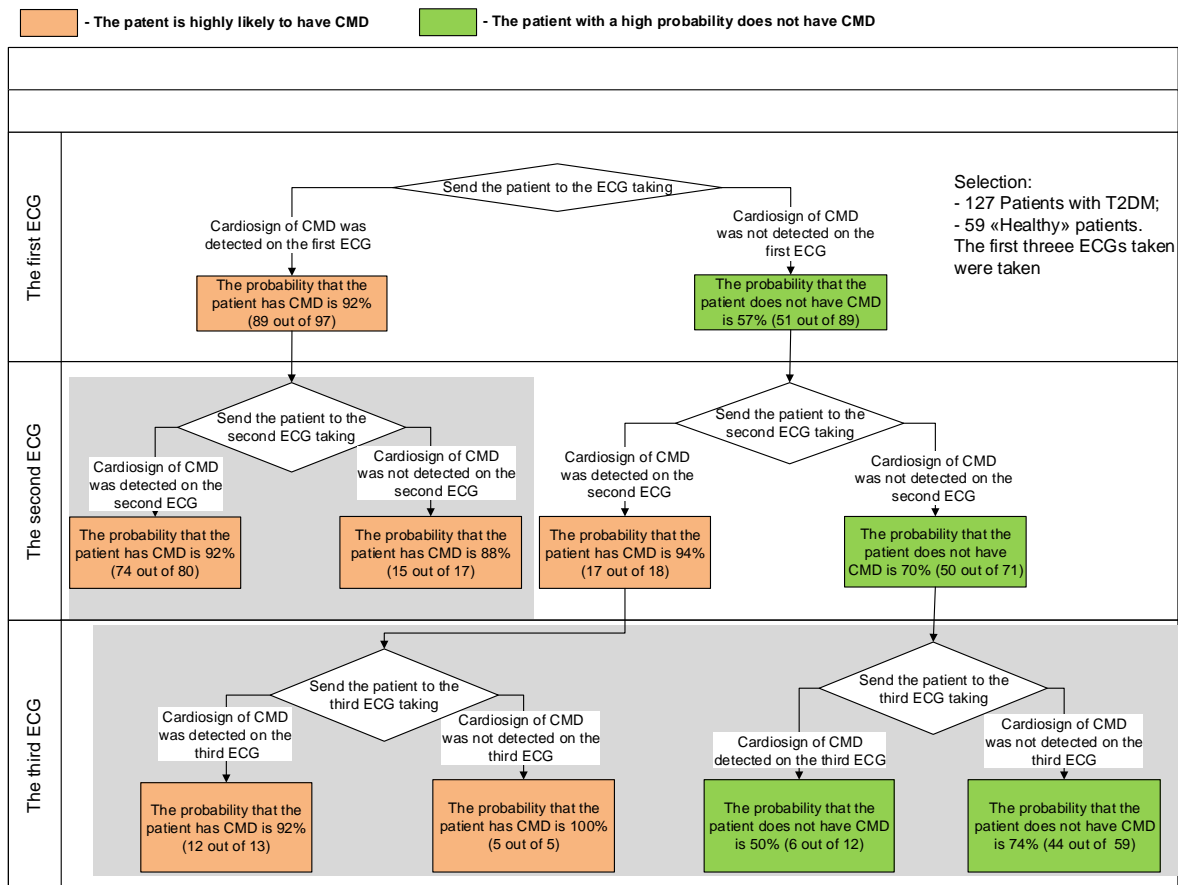 - The patent is highly likely to have CMD
- The patient with a high probability does not have CMD
The first ECG
Send the patient to the ECG taking
Selection:
- 127 Patients with T2DM;
- 59 «Healthy» patients.
The first threee ECGs taken
were taken
Cardiosign of CMD was
detected on the first ECG
Cardiosign of CMD
was not detected on the
first ECG
The probability that the
patient has CMD is 92%
(89 out of 97)
The probability that the
patient does not have CMD
is 57% (51 out of 89)
The second ECG
Send the patient to the
second ECG taking
Send the patient to the
second ECG taking
Cardiosign of CMD
was detected on the
second ECG
Cardiosign of CMD
was not detected on the
second ECG
Cardiosign of CMD
was detected on the
second ECG
Cardiosign of CMD
was not detected on the
second ECG
The probability that the
patient has CMD is 92%
(74 out of 80)
The probability that the
patient has CMD is 88%
(15 out of 17)
The probability that the
patient has CMD is 94%
(17 out of 18)
The probability that the
patient does not have
CMD is 70% (50 out of 71)
The third ECG
Send the patient to the
third ECG taking
Send the patient to the
third ECG taking
Cardiosign of CMD
was detected on the
third ECG
Cardiosign of CMD
was not detected on the
third ECG
Cardiosign of CMD
detected on the third ECG
Cardiosign of CMD
was not detected on the
third ECG
The probability that the
patient has CMD is 92%
(12 out of 13)
The probability that the
patient has CMD is 100%
(5 out of 5)
The probability that the
patient does not have CMD
is 50% (6 out of 12)
The probability that the
patient does not have CMD
is 74% (44 out of 59)